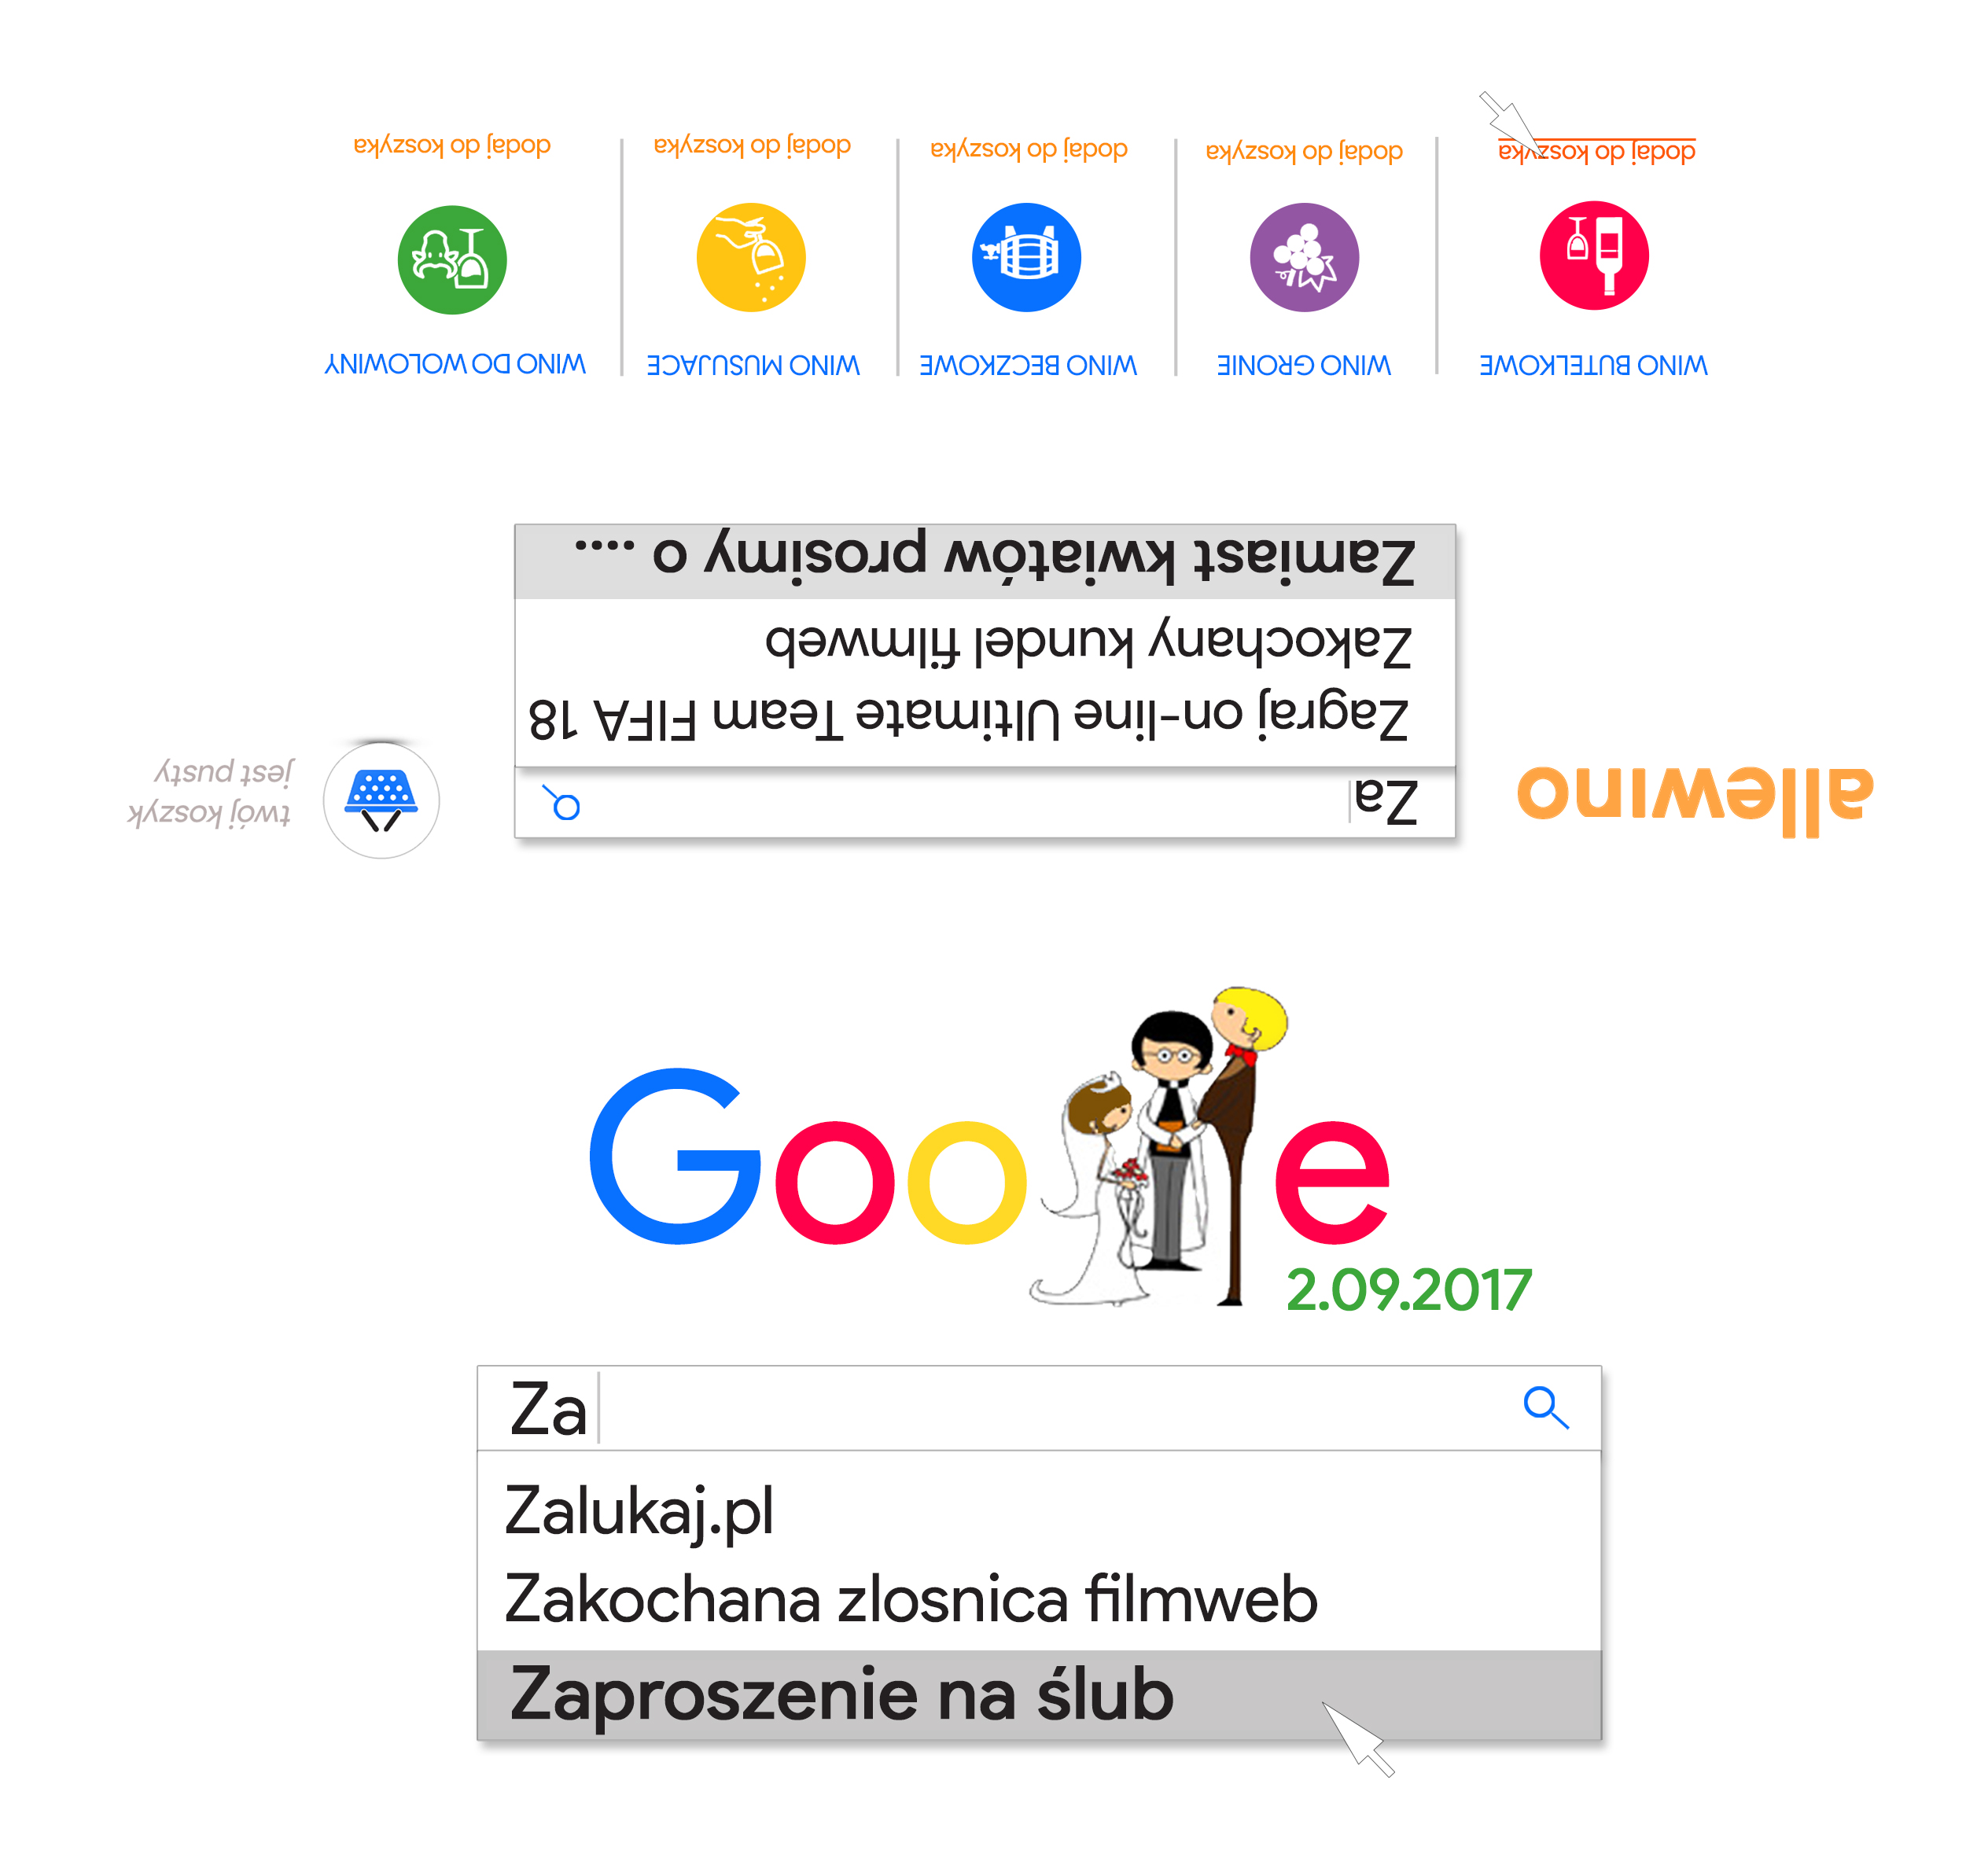 allewino
Za
twój koszyk
jest pusty
Zagraj on-line Ultimate Team FIFA 18
Zakochany kundel filmweb
Zamiast kwiatów prosimy o ....
WINO BUTELKOWE
WINO GRONIE
WINO BECZKOWE
WINO MUSUJACE
WINO DO WOLOWINY
dodaj do koszyka
dodaj do koszyka
dodaj do koszyka
dodaj do koszyka
dodaj do koszyka
Google
2.09.2017
Za
Zalukaj.pl
Zakochana zlosnica filmweb
Zaproszenie na ślub